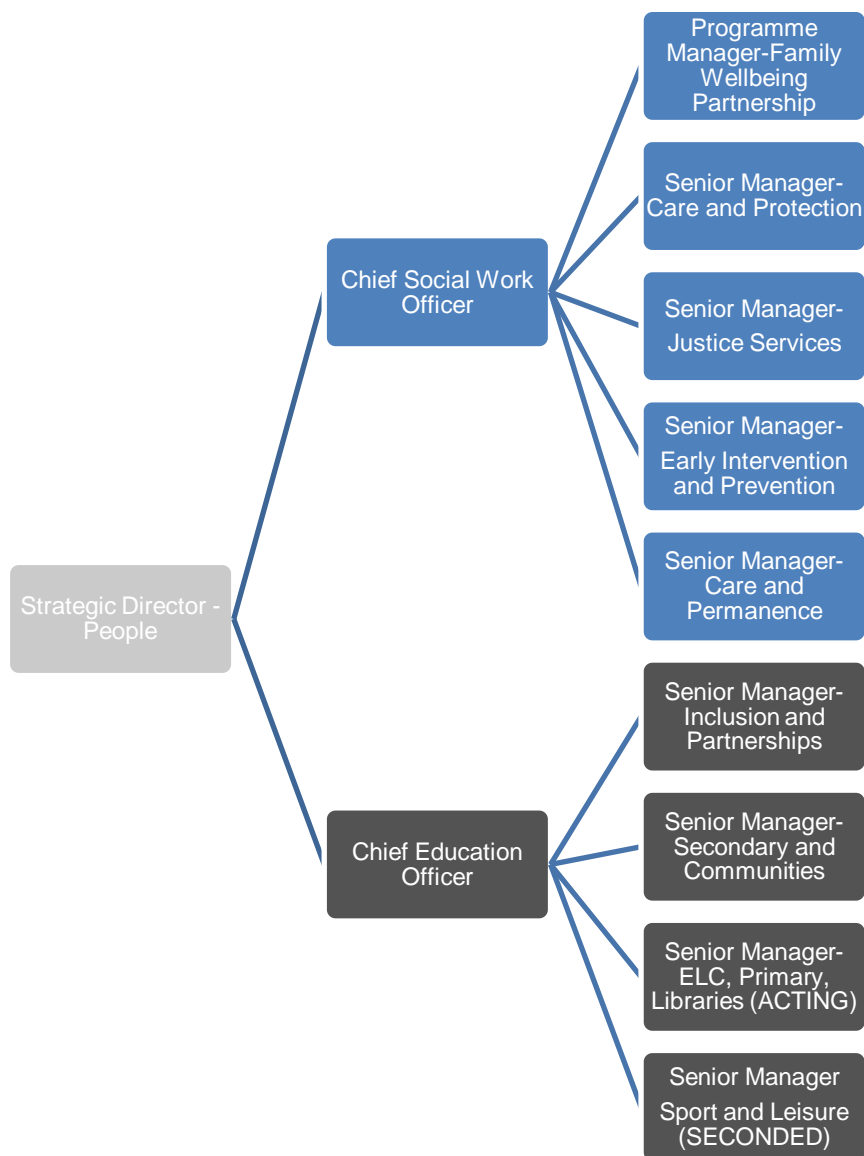 Programme
Manager-Family
Wellbeing
Partnership
Senior Manager-
Care and Protection
Chief Social Work
Officer
Senior Manager-
Justice Services
Senior Manager-
Early Intervention
and Prevention
Senior Manager-
Care and
Permanence
Strategic Director -
People
Senior Manager-
Inclusion and
Partnerships
Senior Manager-
Secondary and
Communities
Chief Education
Officer
Senior Manager-
ELC, Primary,
Libraries (ACTING)
Senior Manager
Sport and Leisure
(SECONDED)